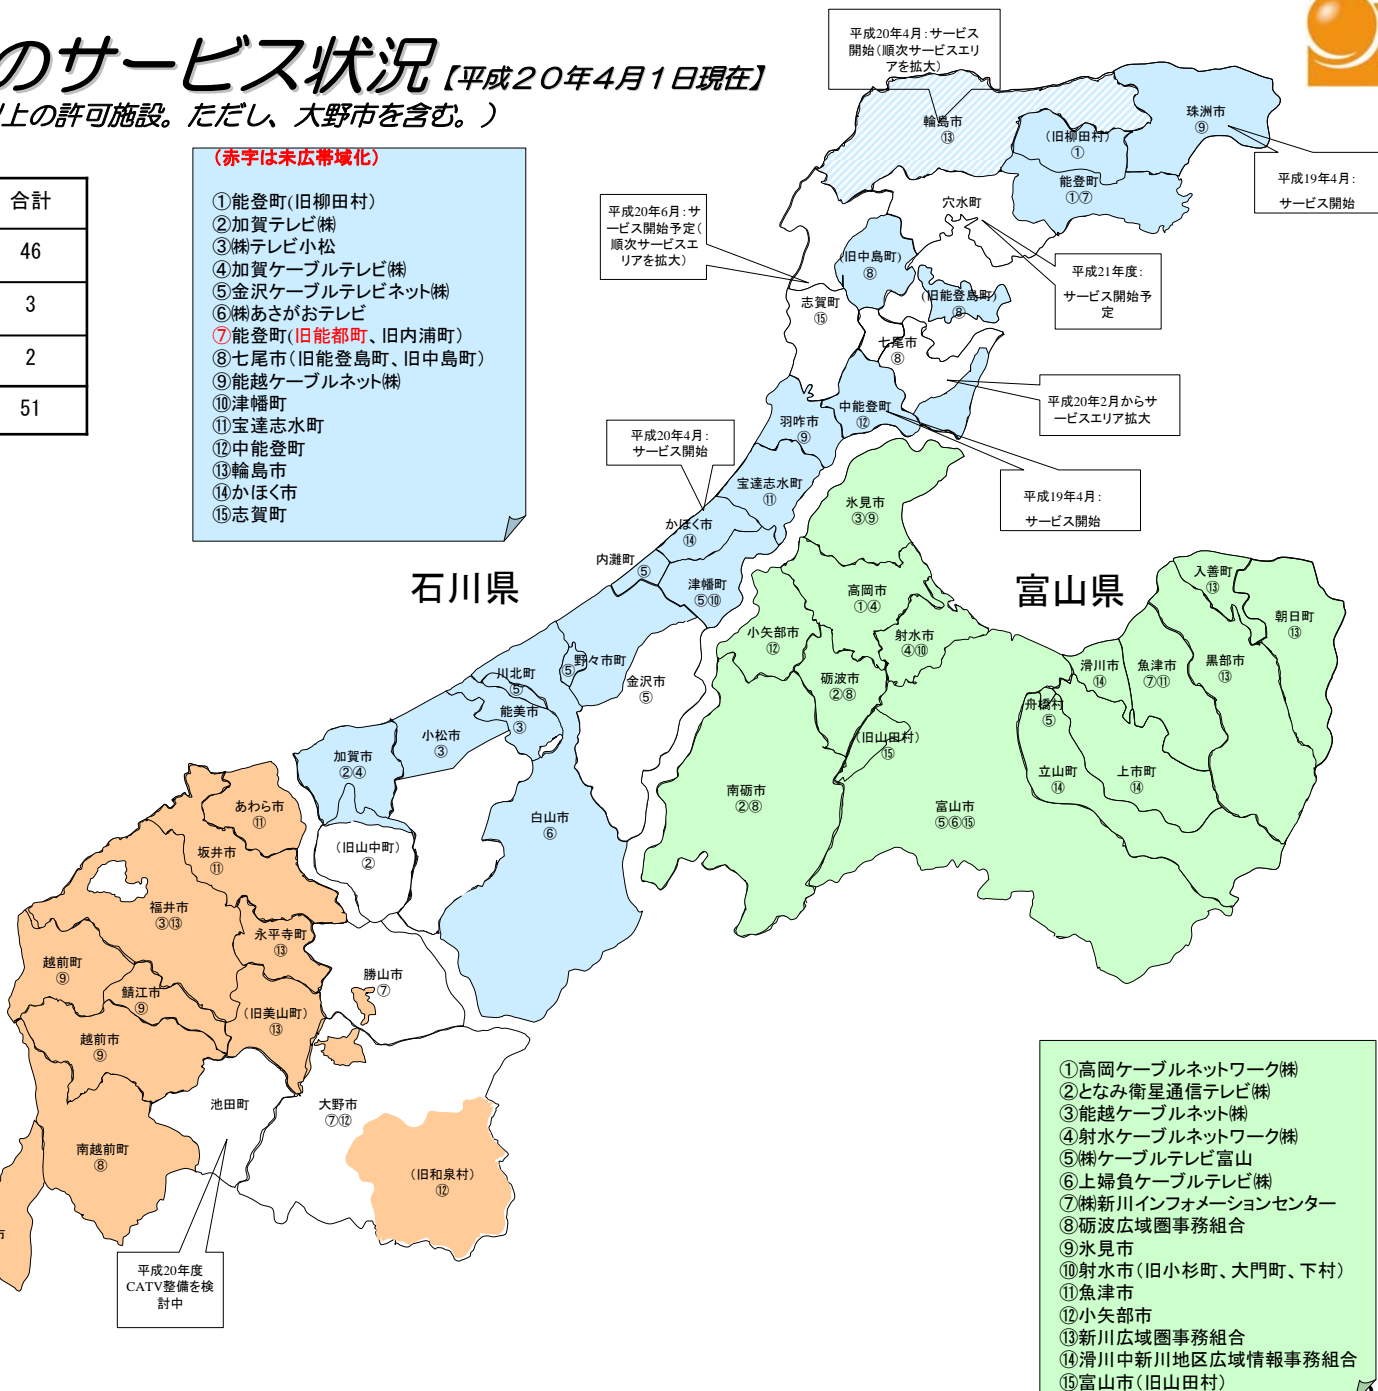 のサービス状況【平成20年4月1日現在】
上の許可施設。ただし、大野市を含む。）
合計
46
3
2
51
(赤字は未広帯域化)
①能登町(旧柳田村)
②加賀テレビ㈱
③㈱テレビ小松
④加賀ケーブルテレビ㈱
⑤金沢ケーブルテレビネット㈱
⑥㈱あさがおテレビ
⑦能登町(旧能都町、旧内浦町)
⑧七尾市(旧能登島町、旧中島町)
⑨能越ケーブルネット㈱
⑩津幡町
⑪宝達志水町
⑫中能登町
⑬輪島市
⑭かほく市
⑮志賀町
平成20年4月：サービス
開始(順次サービスエリ
アを拡大)
輪島市
⑬
(旧柳田村)
①
珠洲市
⑨
能登町
①⑦
平成19年4月：
サービス開始
穴水町
平成20年6月：サ
ービス開始予定(
順次サービスエ
リアを拡大)
(旧中島町)
⑧
平成21年度：
サービス開始予
定
志賀町
⑮
(旧能登島町)
⑧
七尾市
⑧
平成20年2月からサ
ービスエリア拡大
中能登町
⑫
羽咋市
⑨
平成20年4月：
サービス開始
平成19年4月：
サービス開始
宝達志水町
⑪
かほく市
⑭
内灘町
⑤
津幡町
⑤⑩
石川県
氷見市
③⑨
富山県
高岡市
①④
小矢部市
⑫
射水市
④⑩
砺波市
②⑧
入善町
⑬
朝日町
⑬
滑川市
⑭
魚津市
⑦⑪
黒部市
⑬
舟橋村
⑤
(旧山田村)
⑮
立山町
⑭
上市町
⑭
南砺市
②⑧
富山市
⑤⑥⑮
野々市町
⑤
川北町
⑤
金沢市
⑤
能美市
③
小松市
③
加賀市
②④
白山市
⑥
(旧山中町)
②
あわら市
⑪
坂井市
⑪
福井市
③⑬
永平寺町
⑬
越前町
⑨
鯖江市
⑨
勝山市
⑦
(旧美山町)
⑬
越前市
⑨
池田町
大野市
⑦⑫
南越前町
⑧
(旧和泉村)
⑫
市
平成20年度
CATV整備を検
討中
①高岡ケーブルネットワーク㈱
②となみ衛星通信テレビ㈱
③能越ケーブルネット㈱
④射水ケーブルネットワーク㈱
⑤㈱ケーブルテレビ富山
⑥上婦負ケーブルテレビ㈱
⑦㈱新川インフォメーションセンター
⑧砺波広域圏事務組合
⑨氷見市
⑩射水市(旧小杉町、大門町、下村)
⑪魚津市
⑫小矢部市
⑬新川広域圏事務組合
⑭滑川中新川地区広域情報事務組合
⑮富山市(旧山田村)